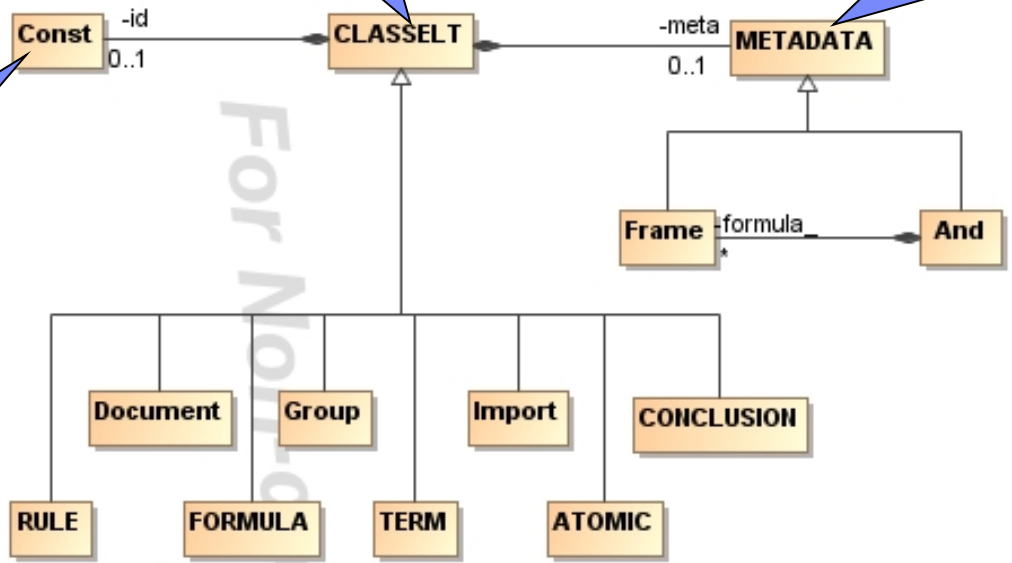 Const
-id
0..1
CLASSELT
-meta
0..1
METADATA
Frame
-formula_
*
And
For Non-
Document
Group
Import
CONCLUSION
RULE
FORMULA
TERM
ATOMIC